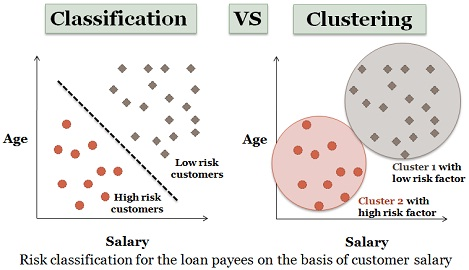 Classification VS Clustering
Age
Low risk
customers
High risk
customers
Salary
Age
Cluster 1 with
low risk factor
Cluster 2 with
high risk factor
Salary
Risk classification for the loan payees on the basis of customer salary